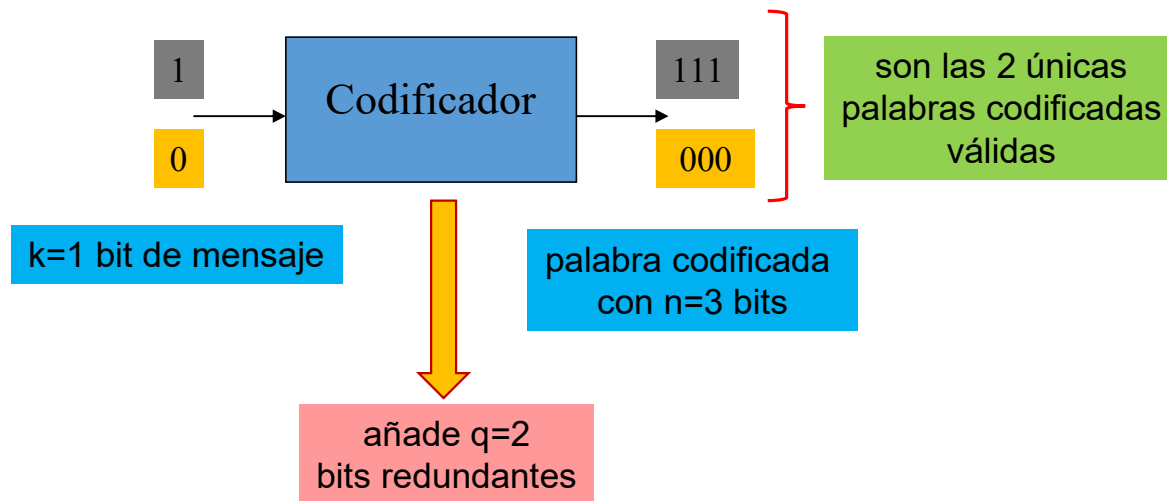 1
0
Codificador
111
000
son las 2 únicas
palabras codificadas
válidas
k=1 bit de mensaje
palabra codificada
con n=3 bits
añade q=2
bits redundantes